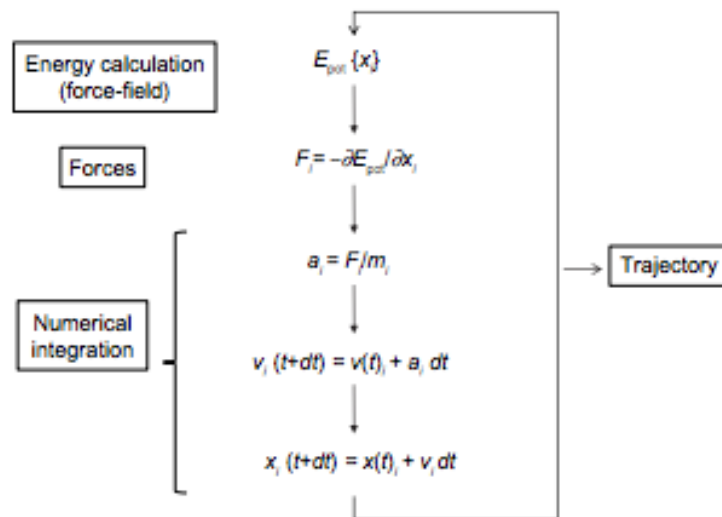 Energy calculation
(force-field)
E_pot {x_i}
Forces
F_i = –∂E_pot/∂x_i
a_i = F_i/m_i
Trajectory
Numerical
integration
v_i (t+dt) = v(t)_i + a_i dt
x_i (t+dt) = x(t)_i + v_i dt